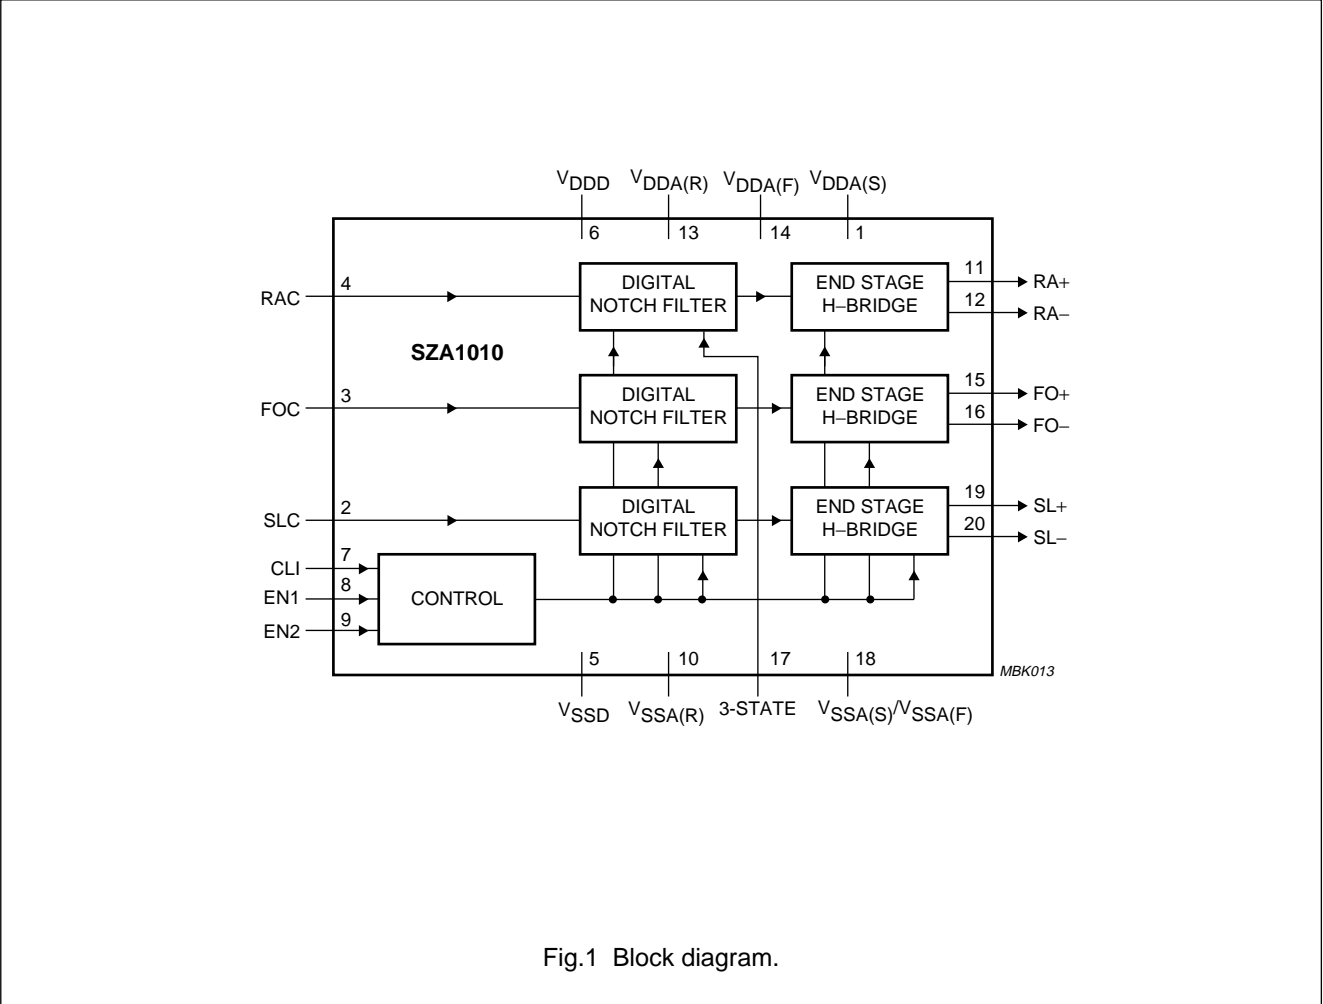 VDDD VDDA(R) VDDA(F) VDDA(S)
6 13 14 1
RAC 4 DIGITAL NOTCH FILTER END STAGE H−BRIDGE 11 RA+
12 RA−
SZA1010
FOC 3 DIGITAL NOTCH FILTER END STAGE H−BRIDGE 15 FO+
16 FO−
SLC 2 DIGITAL NOTCH FILTER END STAGE H−BRIDGE 19 SL+
20 SL−
CLI 7
EN1 8 CONTROL
EN2 9
5 10 17 18
MBK013
VSSD VSSA(R) 3-STATE VSSA(S)/VSSA(F)
Fig.1 Block diagram.